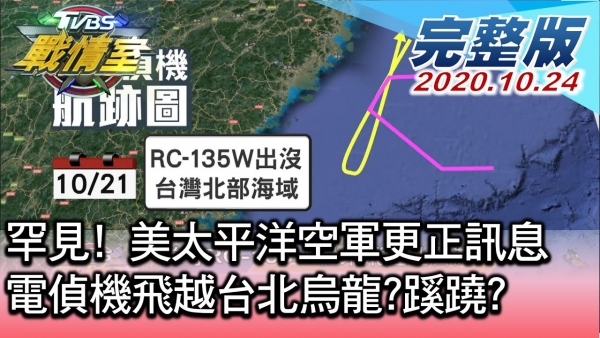 TVBS
戰情室
完整版
2020.10.24
偵機
航跡圖
10/21
RC-135W出沒
台灣北部海域
罕見! 美太平洋空軍更正訊息
電偵機飛越台北烏龍?蹊蹺?